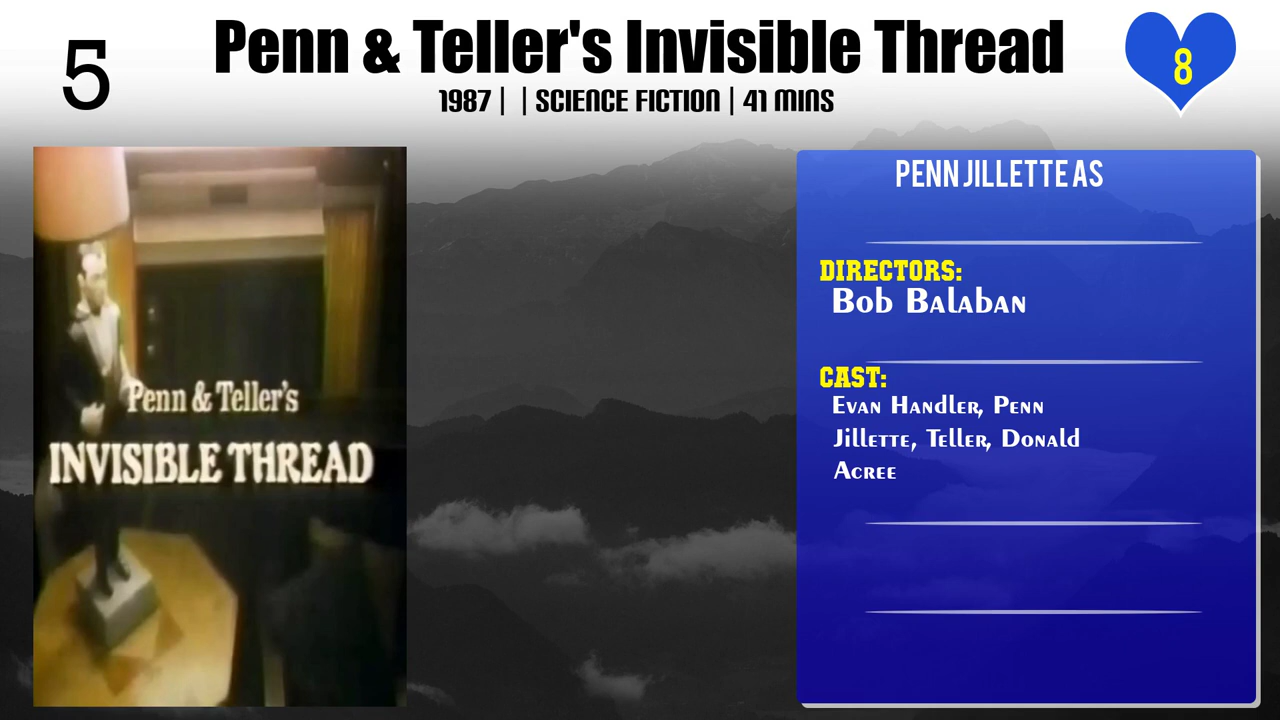 5
Penn & Teller's Invisible Thread
8
1987 | | SCIENCE FICTION | 41 MINS
PENN JILLETTE AS
DIRECTORS:
Bob Balaban
CAST:
Evan Handler, Penn
Jillette, Teller, Donald
Acree
Penn & Teller's
INVISIBLE THREAD